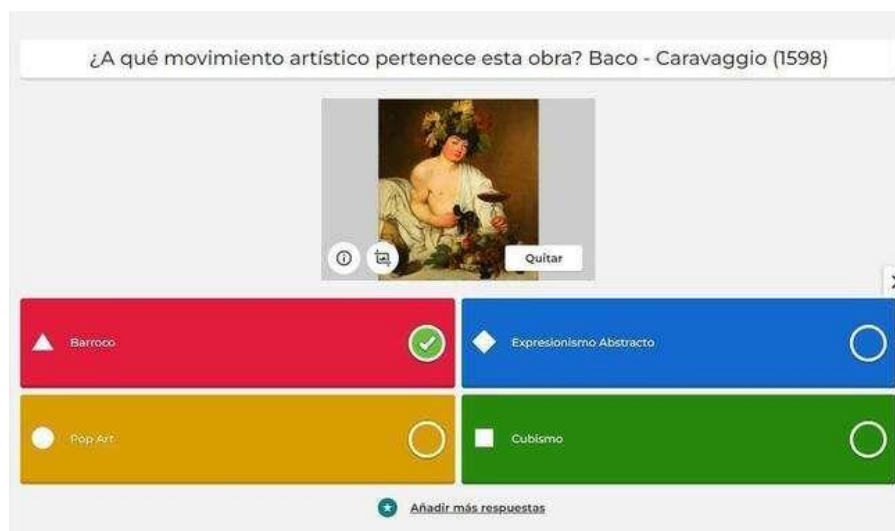 ¿A qué movimiento artístico pertenece esta obra? Baco - Caravaggio (1598)
Quitar
Barroco
Expresionismo Abstracto
Pop Art
Cubismo
Añadir más respuestas